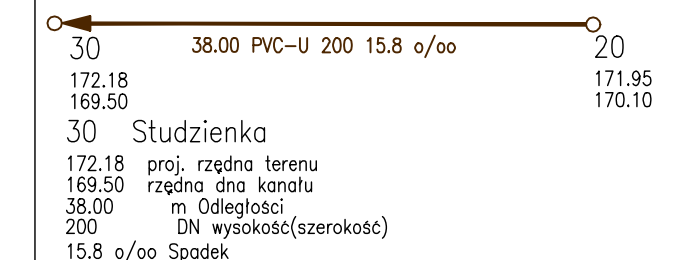 30 38.00 PVC-U 200 15.8 o/oo 20
172.18 171.95
169.50 170.10
30 Studzienka
172.18 proj. rzędna terenu
169.50 rzędna dna kanału
38.00 m Odległości
200 DN wysokość(szerokość)
15.8 o/oo Spadek